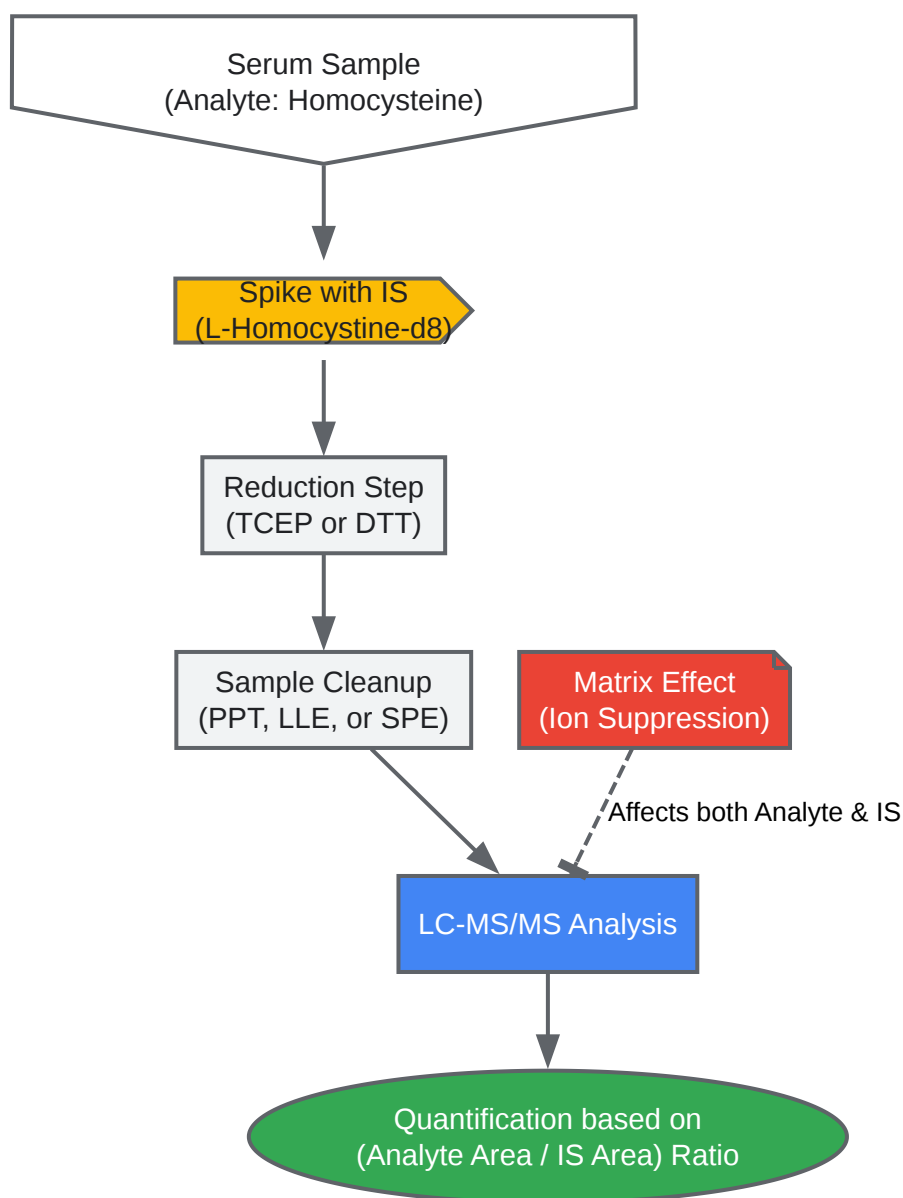 Serum Sample
(Analyte: Homocysteine)
Spike with IS
(L-Homocystine-d8)
Reduction Step
(TCEP or DTT)
Sample Cleanup
(PPT, LLE, or SPE)
Matrix Effect
(Ion Suppression)
Affects both Analyte & IS
LC-MS/MS Analysis
Quantification based on
(Analyte Area / IS Area) Ratio